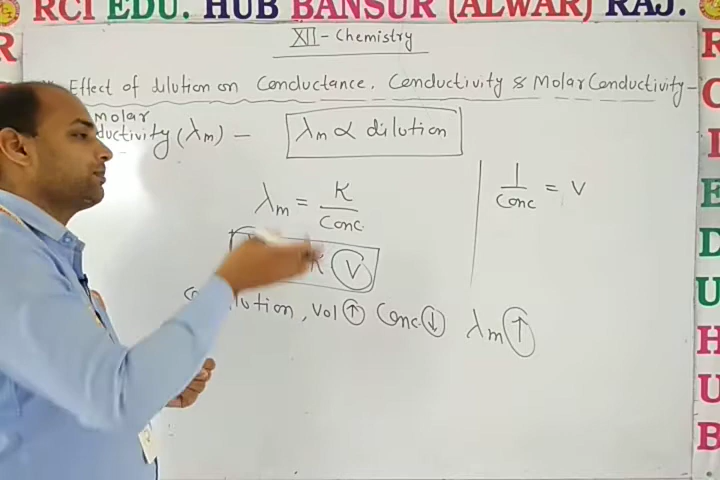 RCI EDU. HUB BANSUR (ALWAR) RAJ.
XII - Chemistry
Effect of dilution on Conductance, Conductivity & Molar Conductivity -
molar
ductivity (λm) - λm ∝ dilution
λm = K / Conc.
1 / Conc = V
K V
lution, Vol ↑ Conc. ↓ λm ↑
R
C
I
E
D
U
H
U
B